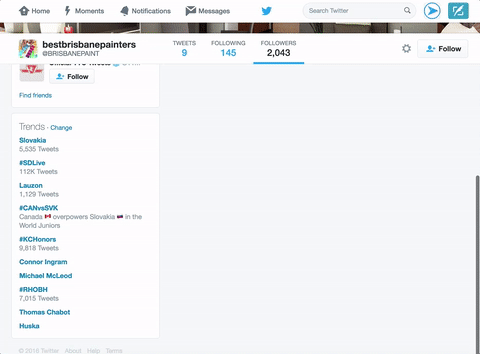 Home Moments Notifications Messages Search Twitter
bestbrisbanepainters
@BRISBANEPAINT
TWEETS FOLLOWING FOLLOWERS
9 145 2,043
Follow
Follow
Find friends
Trends · Change
Slovakia
5,535 Tweets
#SDLive
112K Tweets
Lauzon
1,129 Tweets
#CANvsSVK
Canada overpowers Slovakia in the
World Juniors
#KCHonors
9,818 Tweets
Connor Ingram
Michael McLeod
#RHOBH
7,015 Tweets
Thomas Chabot
Huska
© 2016 Twitter About Help Terms